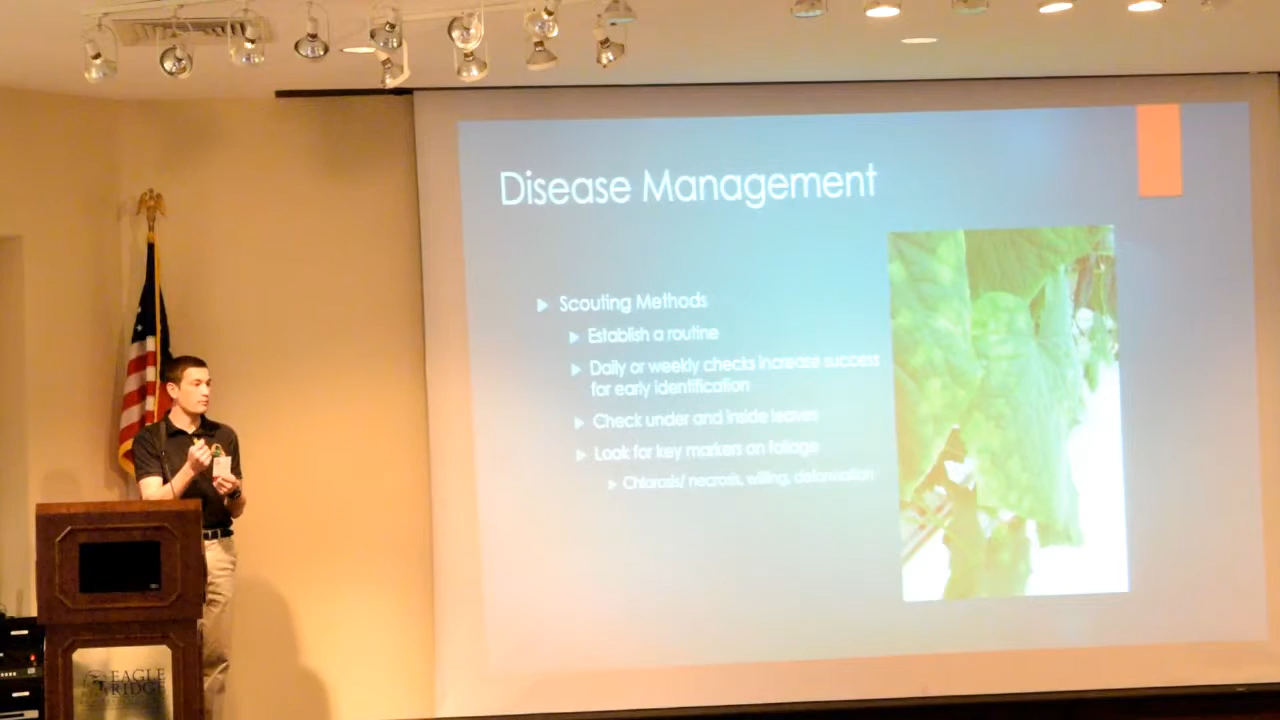 Disease Management
Scouting Methods
Establish a routine
Daily or weekly checks increase success
for early identification
Check under and inside leaves
Look for key markers on foliage
Chlorosis/ necrosis, wilting, deformation
EAGLE
RIDGE